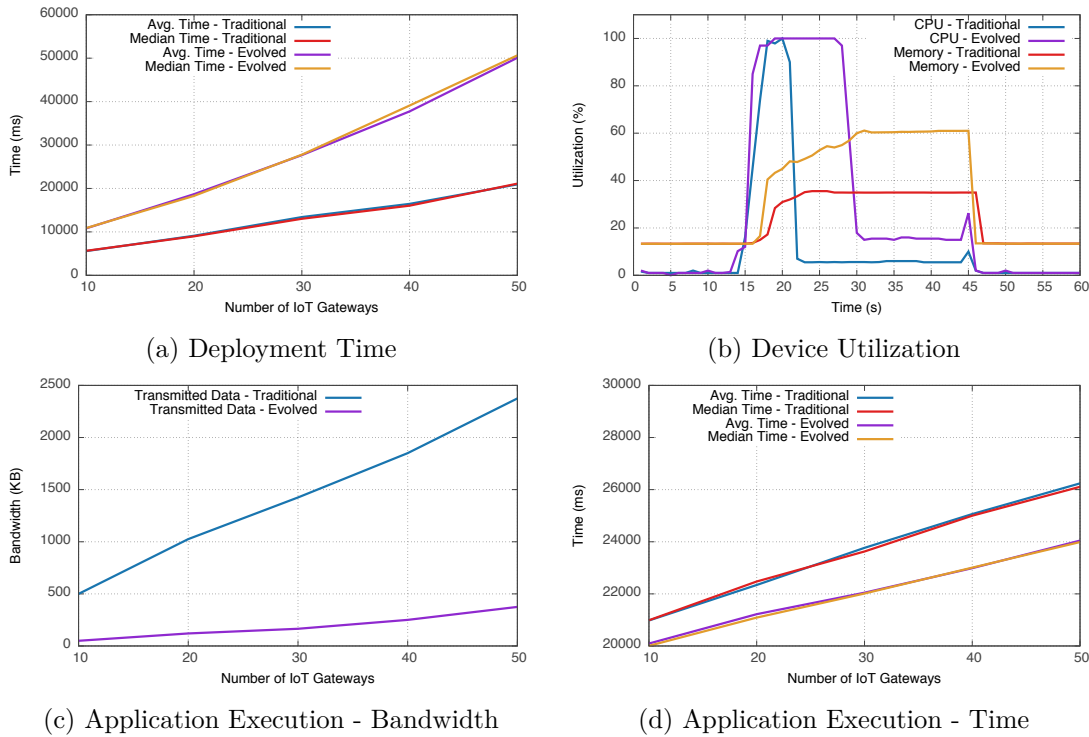 60000
50000
40000
30000
20000
10000
0
Time (ms)
Avg. Time - Traditional
Median Time - Traditional
Avg. Time - Evolved
Median Time - Evolved
10 20 30 40 50
Number of IoT Gateways
(a) Deployment Time
100
80
60
40
20
0
Utilization (%)
CPU - Traditional
CPU - Evolved
Memory - Traditional
Memory - Evolved
0 5 10 15 20 25 30 35 40 45 50 55 60
Time (s)
(b) Device Utilization
2500
2000
1500
1000
500
0
Bandwidth (KB)
Transmitted Data - Traditional
Transmitted Data - Evolved
10 20 30 40 50
Number of IoT Gateways
(c) Application Execution - Bandwidth
30000
28000
26000
24000
22000
20000
Time (ms)
Avg. Time - Traditional
Median Time - Traditional
Avg. Time - Evolved
Median Time - Evolved
10 20 30 40 50
Number of IoT Gateways
(d) Application Execution - Time